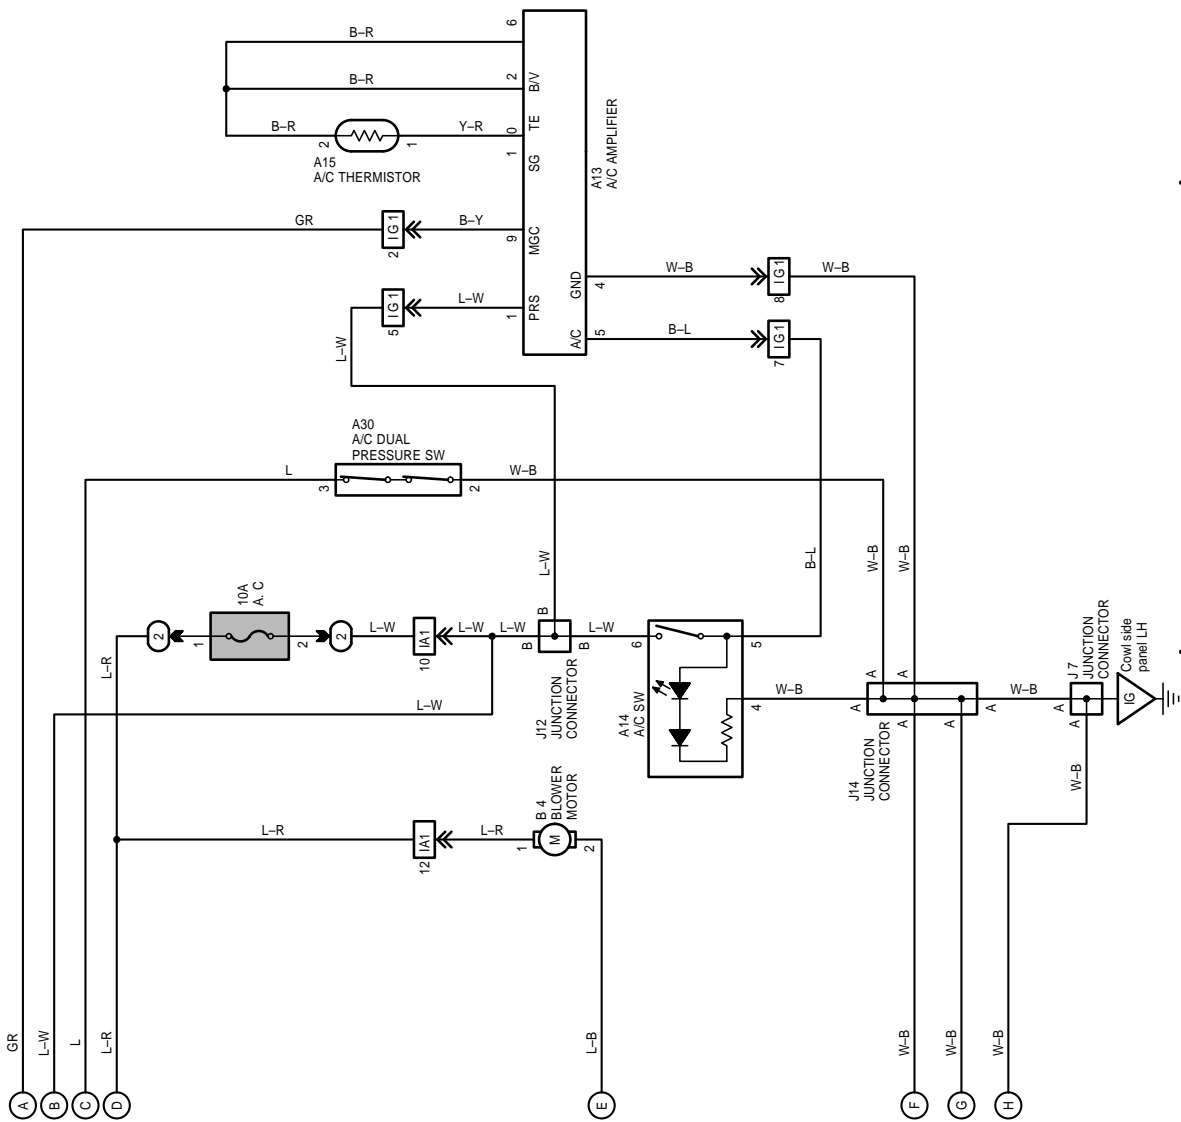 6
B–R
2
B/V
B–R
B–R
2
1
Y–R
0
TE
1
SG
A15
A/C THERMISTOR
A13
A/C AMPLIFIER
GR
2
IG1
B–Y
9
MGC
W–B
4
GND
8
IG1
W–B
5
IG1
L–W
1
PRS
L–W
5
A/C
B–L
7
IG1
A30
A/C DUAL
PRESSURE SW
L
3
2
W–B
10A
A. C
2
1
2
2
L–W
10
IA1
L–W
L–W
L–W
B
B
B
L–W
L–W
L–R
J12
JUNCTION
CONNECTOR
6
5
4
B–L
W–B
A14
A/C SW
W–B
W–B
A
A
A
A
A
A
W–B
J14
JUNCTION
CONNECTOR
A
A
J 7
JUNCTION
CONNECTOR
Cowl side
panel LH
IG
W–B
L–R
12
IA1
L–R
1
M
2
B 4
BLOWER
MOTOR
GR
L–W
L
L–R
L–B
W–B
W–B
W–B
A
B
C
D
E
F
G
H